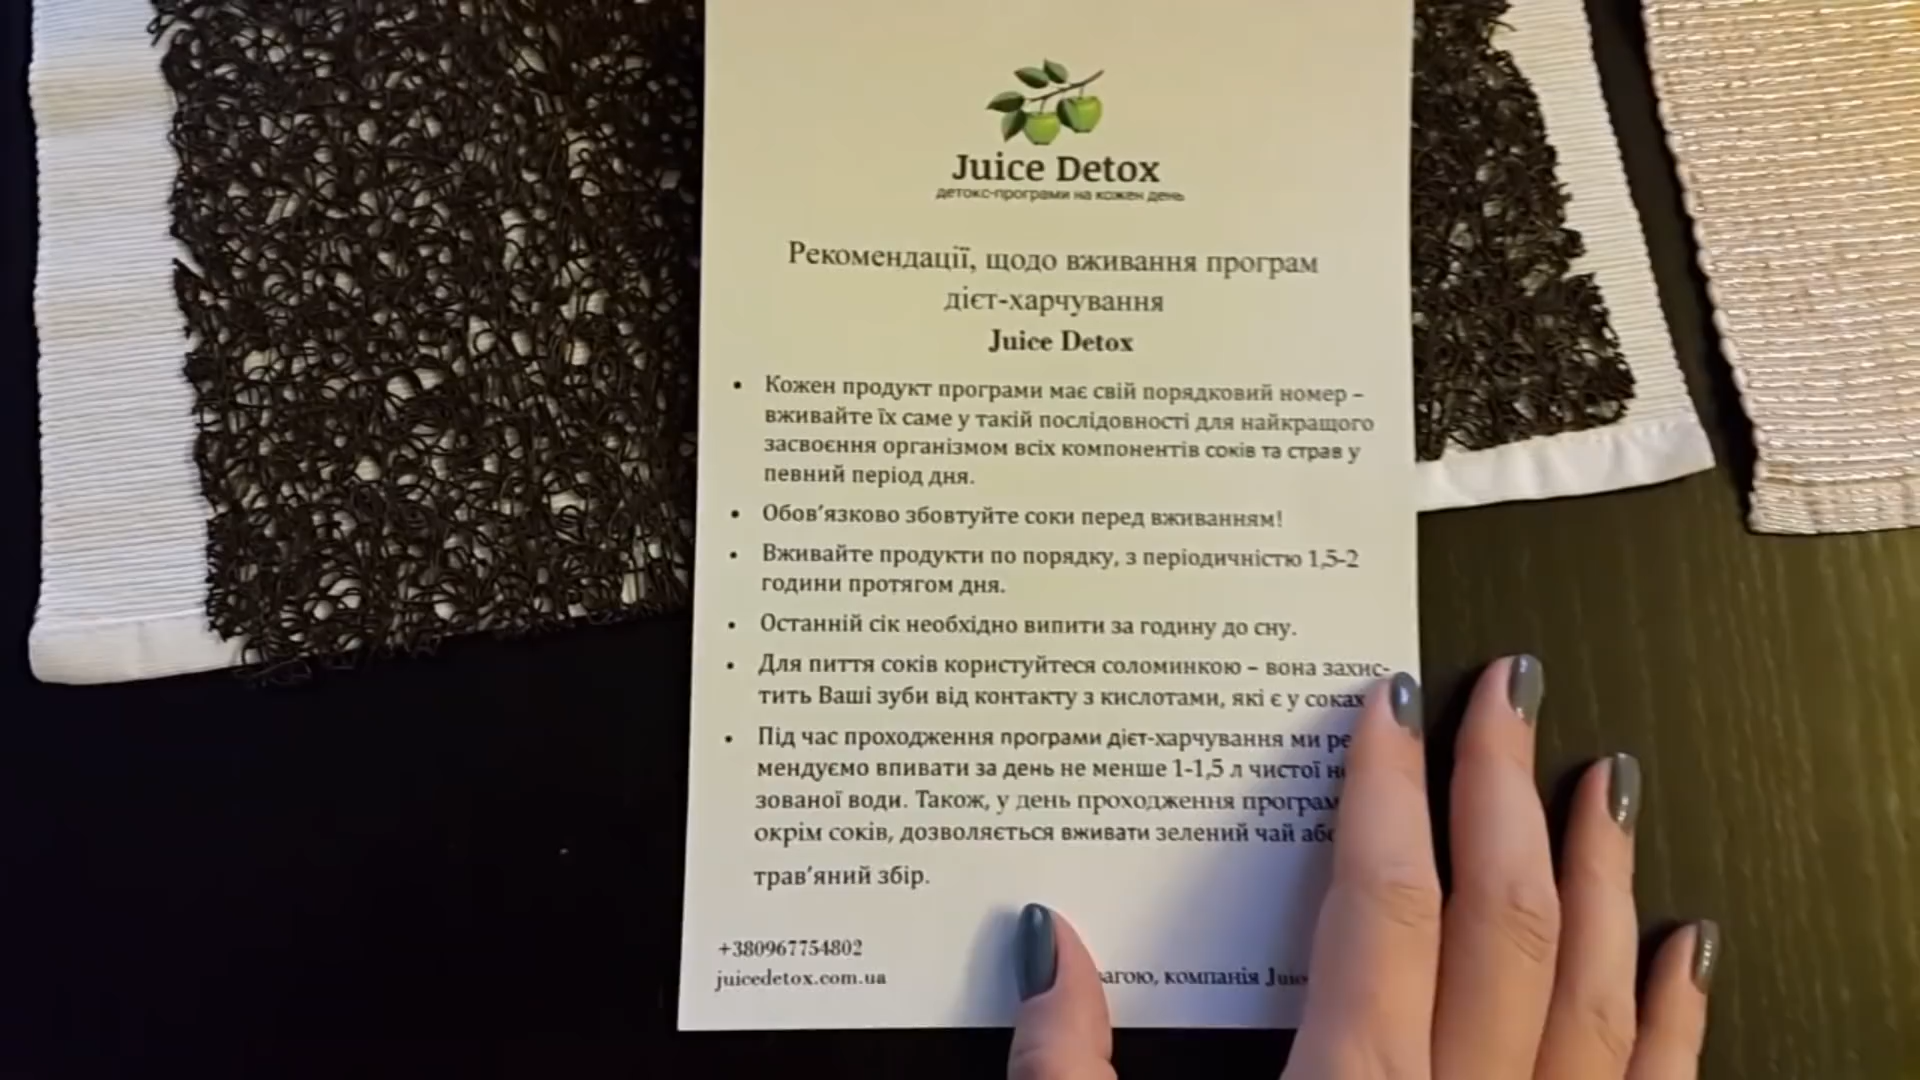 Juice Detox
детокс-програми на кожен день
Рекомендації, щодо вживання програм
дієт-харчування
Juice Detox
• Кожен продукт програми має свій порядковий номер –
вживайте їх саме у такій послідовності для найкращого
засвоєння організмом всіх компонентів соків та страв у
певний період дня.
• Обов’язково збовтуйте соки перед вживанням!
• Вживайте продукти по порядку, з періодичністю 1,5-2
години протягом дня.
• Останній сік необхідно випити за годину до сну.
• Для пиття соків користуйтеся соломинкою – вона захис-
тить Ваші зуби від контакту з кислотами, які є у соках
• Під час проходження програми дієт-харчування ми ре
мендуємо впивати за день не менше 1-1,5 л чистої
зованої води. Також, у день проходження програм
окрім соків, дозволяється вживати зелений чай
трав’яний збір.
+380967754802
juicedetox.com.ua
агою, компанія